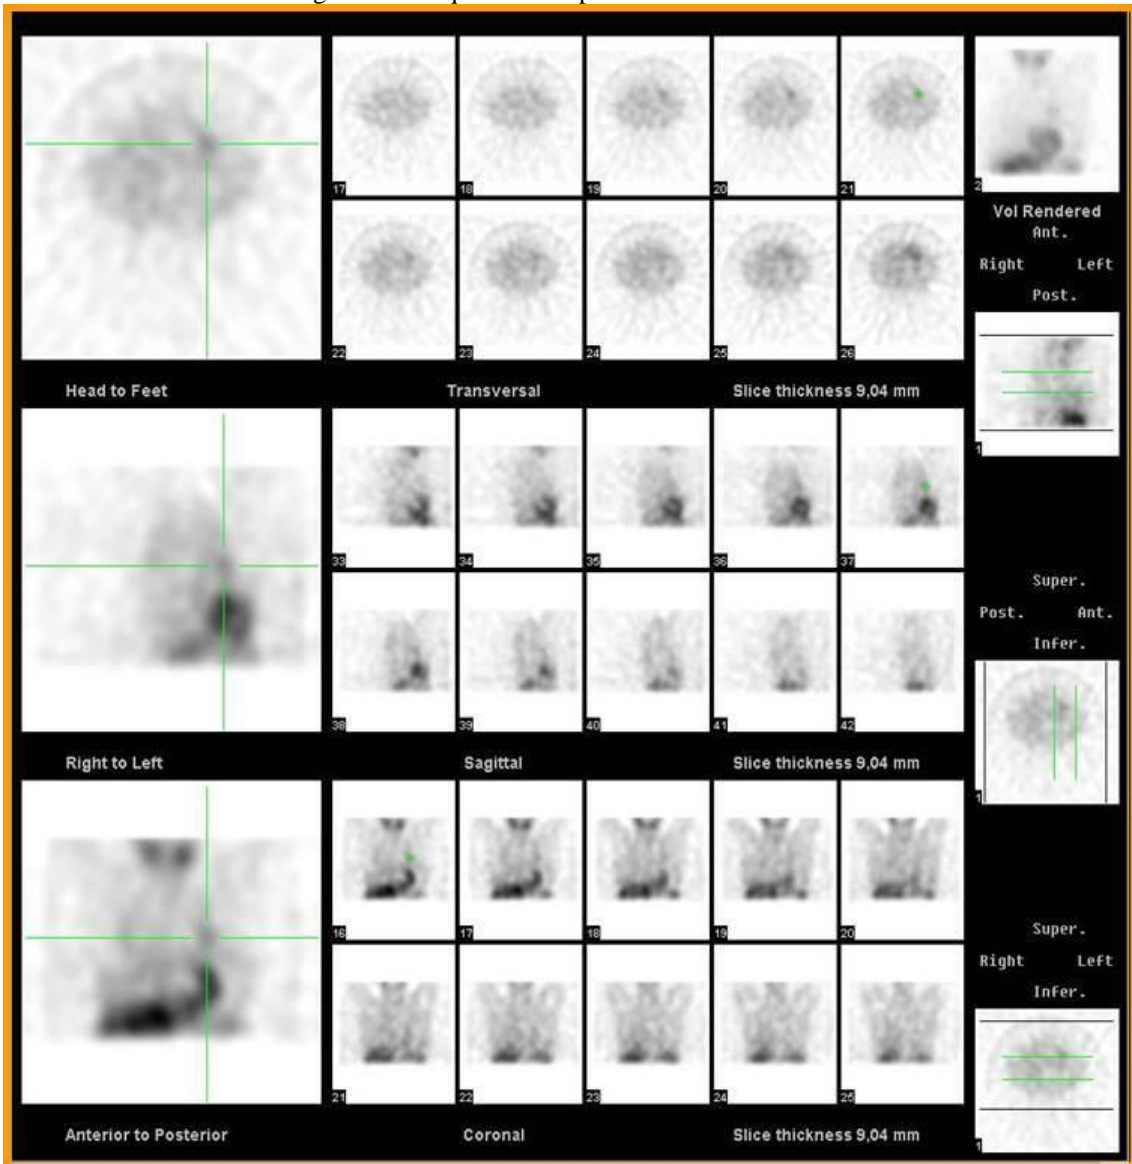 17 18 19 20 21
2
Vol Rendered
Ant.
Right Left
Post.
22 23 24 25 26
1
Head to Feet Transversal Slice thickness 9,04 mm
33 34 35 36 37
Super.
Post. Ant.
Infer.
38 39 40 41 42
1
Right to Left Sagittal Slice thickness 9,04 mm
16 17 18 19 20
Super.
Right Left
Infer.
21 22 23 24 25
1
Anterior to Posterior Coronal Slice thickness 9,04 mm